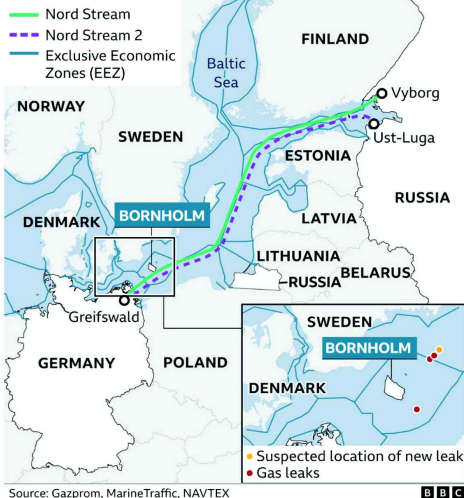 Nord Stream
Nord Stream 2
Exclusive Economic
Zones (EEZ)
FINLAND
Baltic
Sea
Vyborg
NORWAY
SWEDEN
Ust-Luga
ESTONIA
RUSSIA
DENMARK
BORNHOLM
LATVIA
LITHUANIA
RUSSIA
BELARUS
Greifswald
GERMANY
POLAND
SWEDEN
BORNHOLM
DENMARK
Suspected location of new leak
Gas leaks
Source: Gazprom, MarineTraffic, NAVTEX
BBC